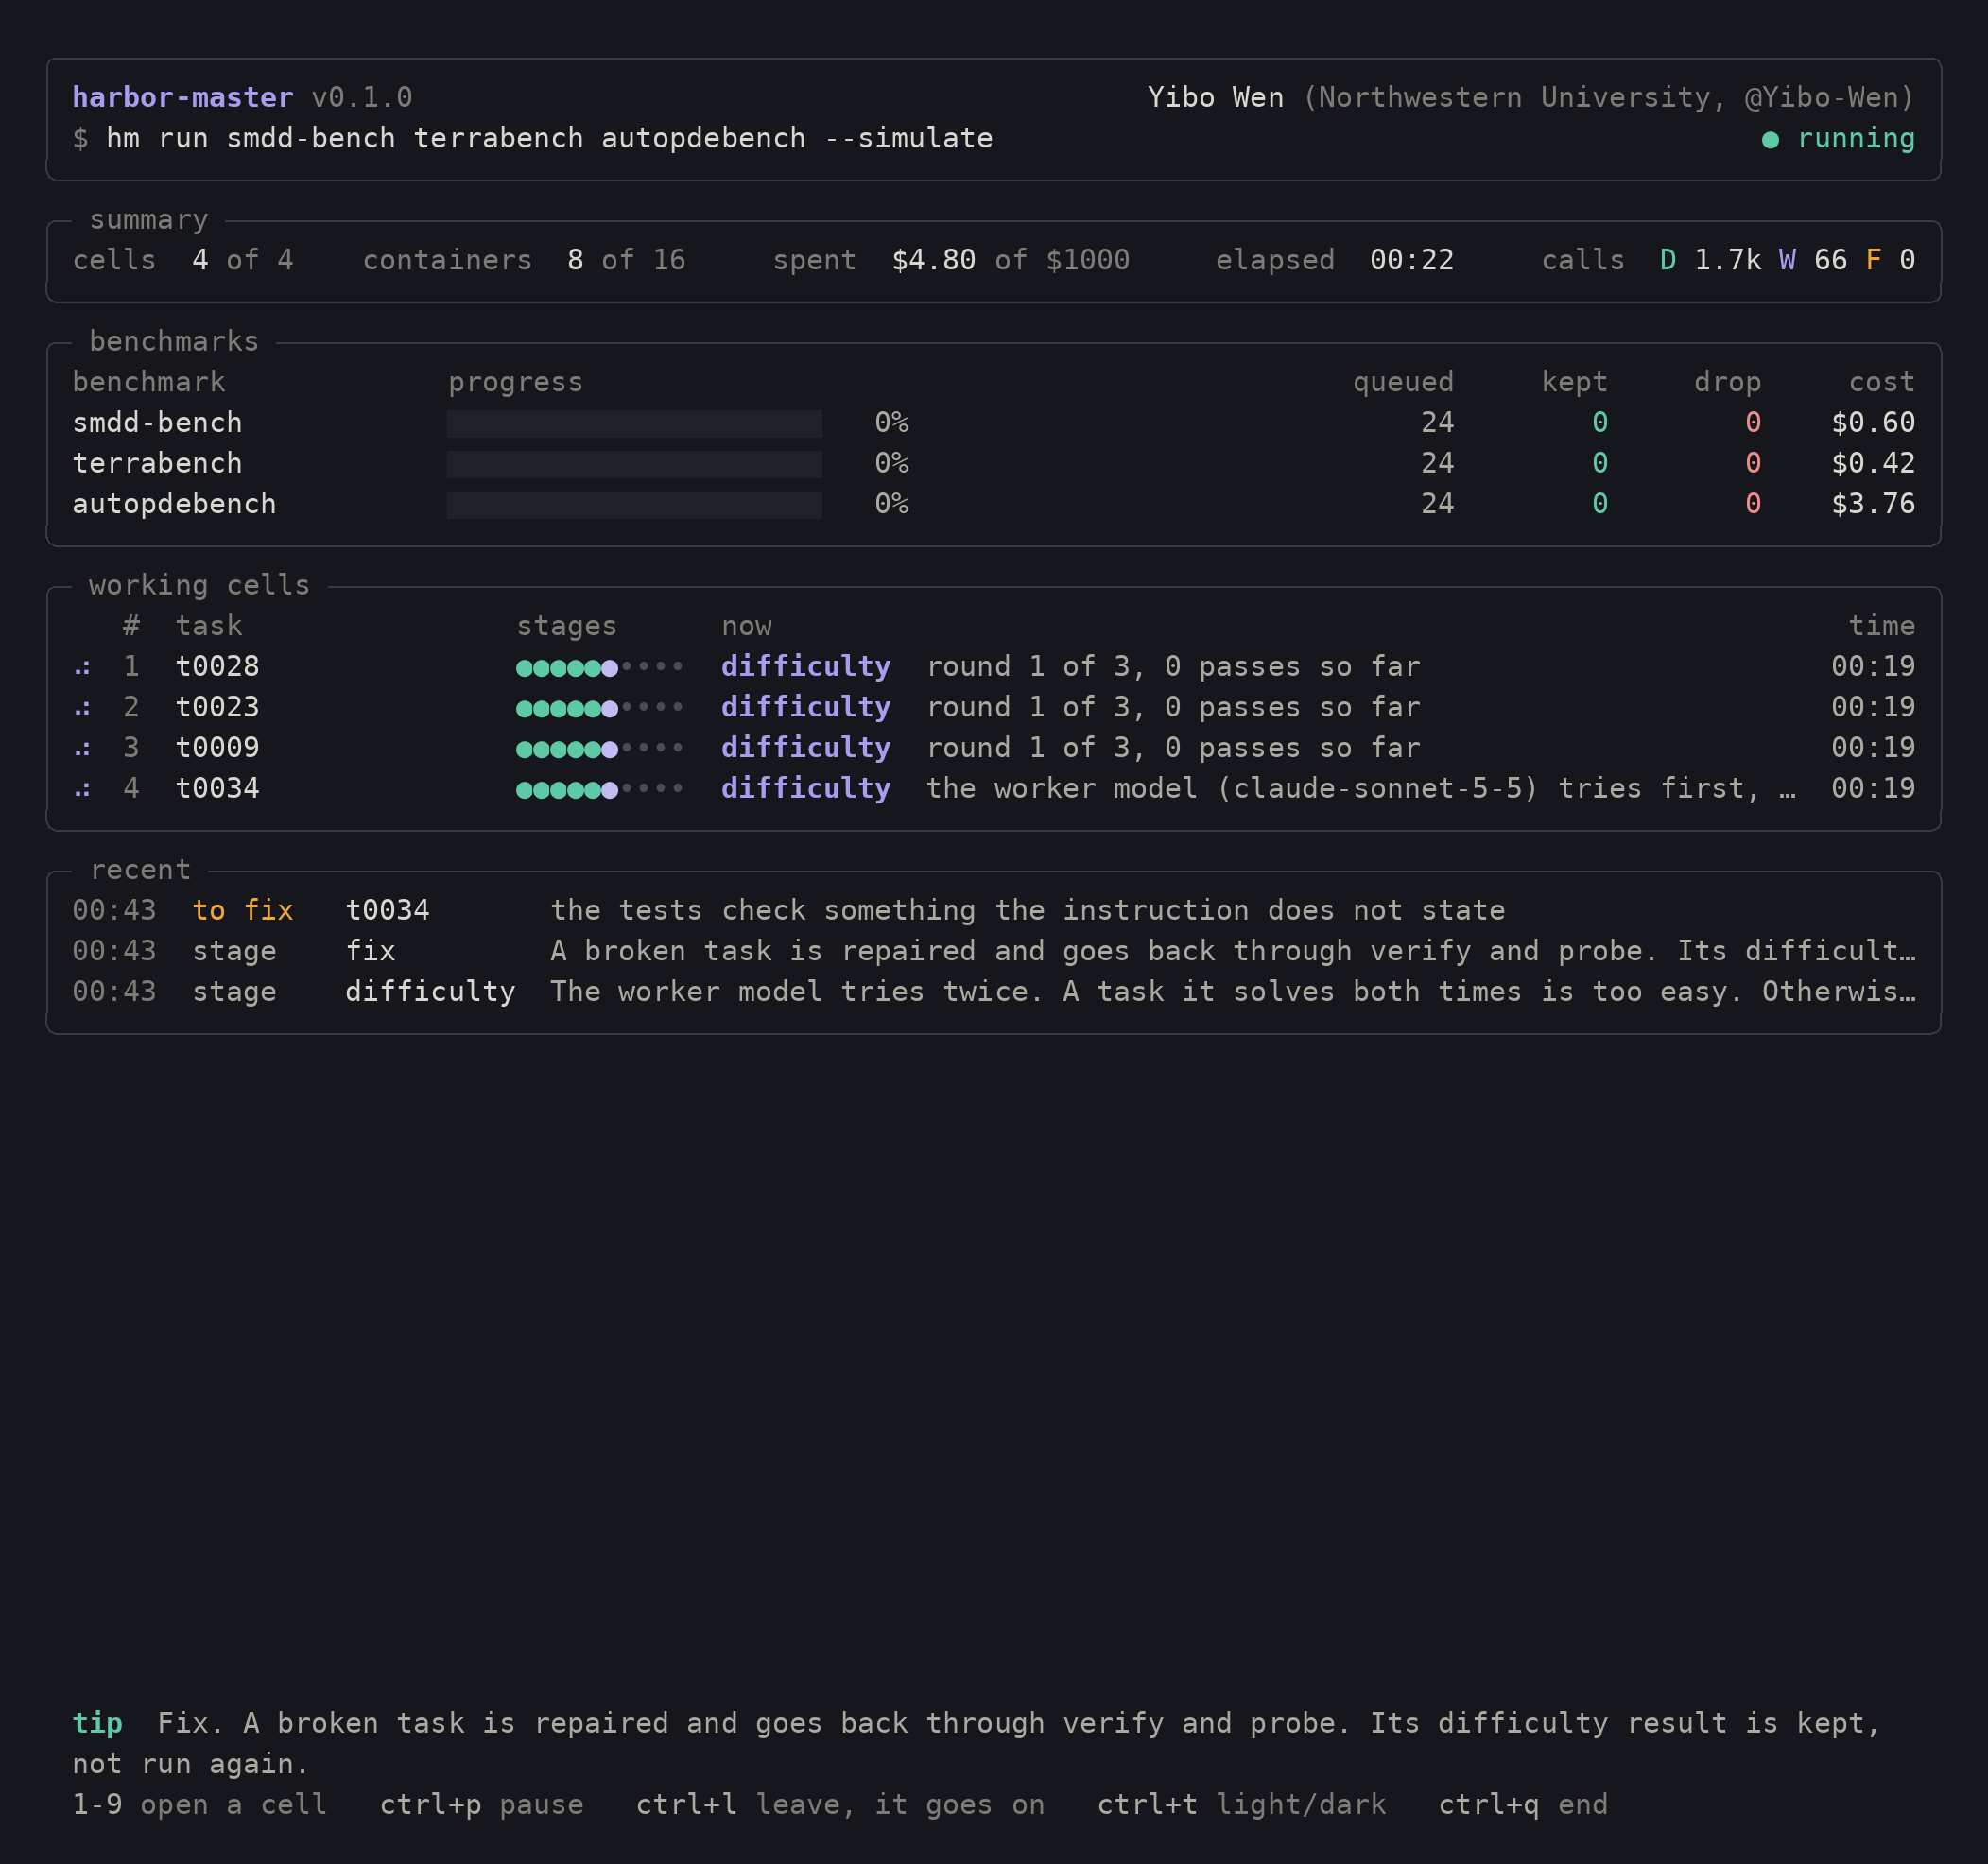 harbor-master v0.1.0 Yibo Wen (Northwestern University, @Yibo-Wen)
$ hm run smdd-bench terrabench autopdebench --simulate ● running
summary
cells 4 of 4 containers 8 of 16 spent $4.80 of $1000 elapsed 00:22 calls D 1.7k W 66 F 0
benchmarks
benchmark progress queued kept drop cost
smdd-bench 0% 24 0 0 $0.60
terrabench 0% 24 0 0 $0.42
autopdebench 0% 24 0 0 $3.76
working cells
# task stages now time
1 t0028 ●●●●●●•••• difficulty round 1 of 3, 0 passes so far 00:19
2 t0023 ●●●●●●•••• difficulty round 1 of 3, 0 passes so far 00:19
3 t0009 ●●●●●●•••• difficulty round 1 of 3, 0 passes so far 00:19
4 t0034 ●●●●●●•••• difficulty the worker model (claude-sonnet-5-5) tries first, … 00:19
recent
00:43 to fix t0034 the tests check something the instruction does not state
00:43 stage fix A broken task is repaired and goes back through verify and probe. Its difficult…
00:43 stage difficulty The worker model tries twice. A task it solves both times is too easy. Otherwis…
tip Fix. A broken task is repaired and goes back through verify and probe. Its difficulty result is kept,
not run again.
1-9 open a cell ctrl+p pause ctrl+l leave, it goes on ctrl+t light/dark ctrl+q end